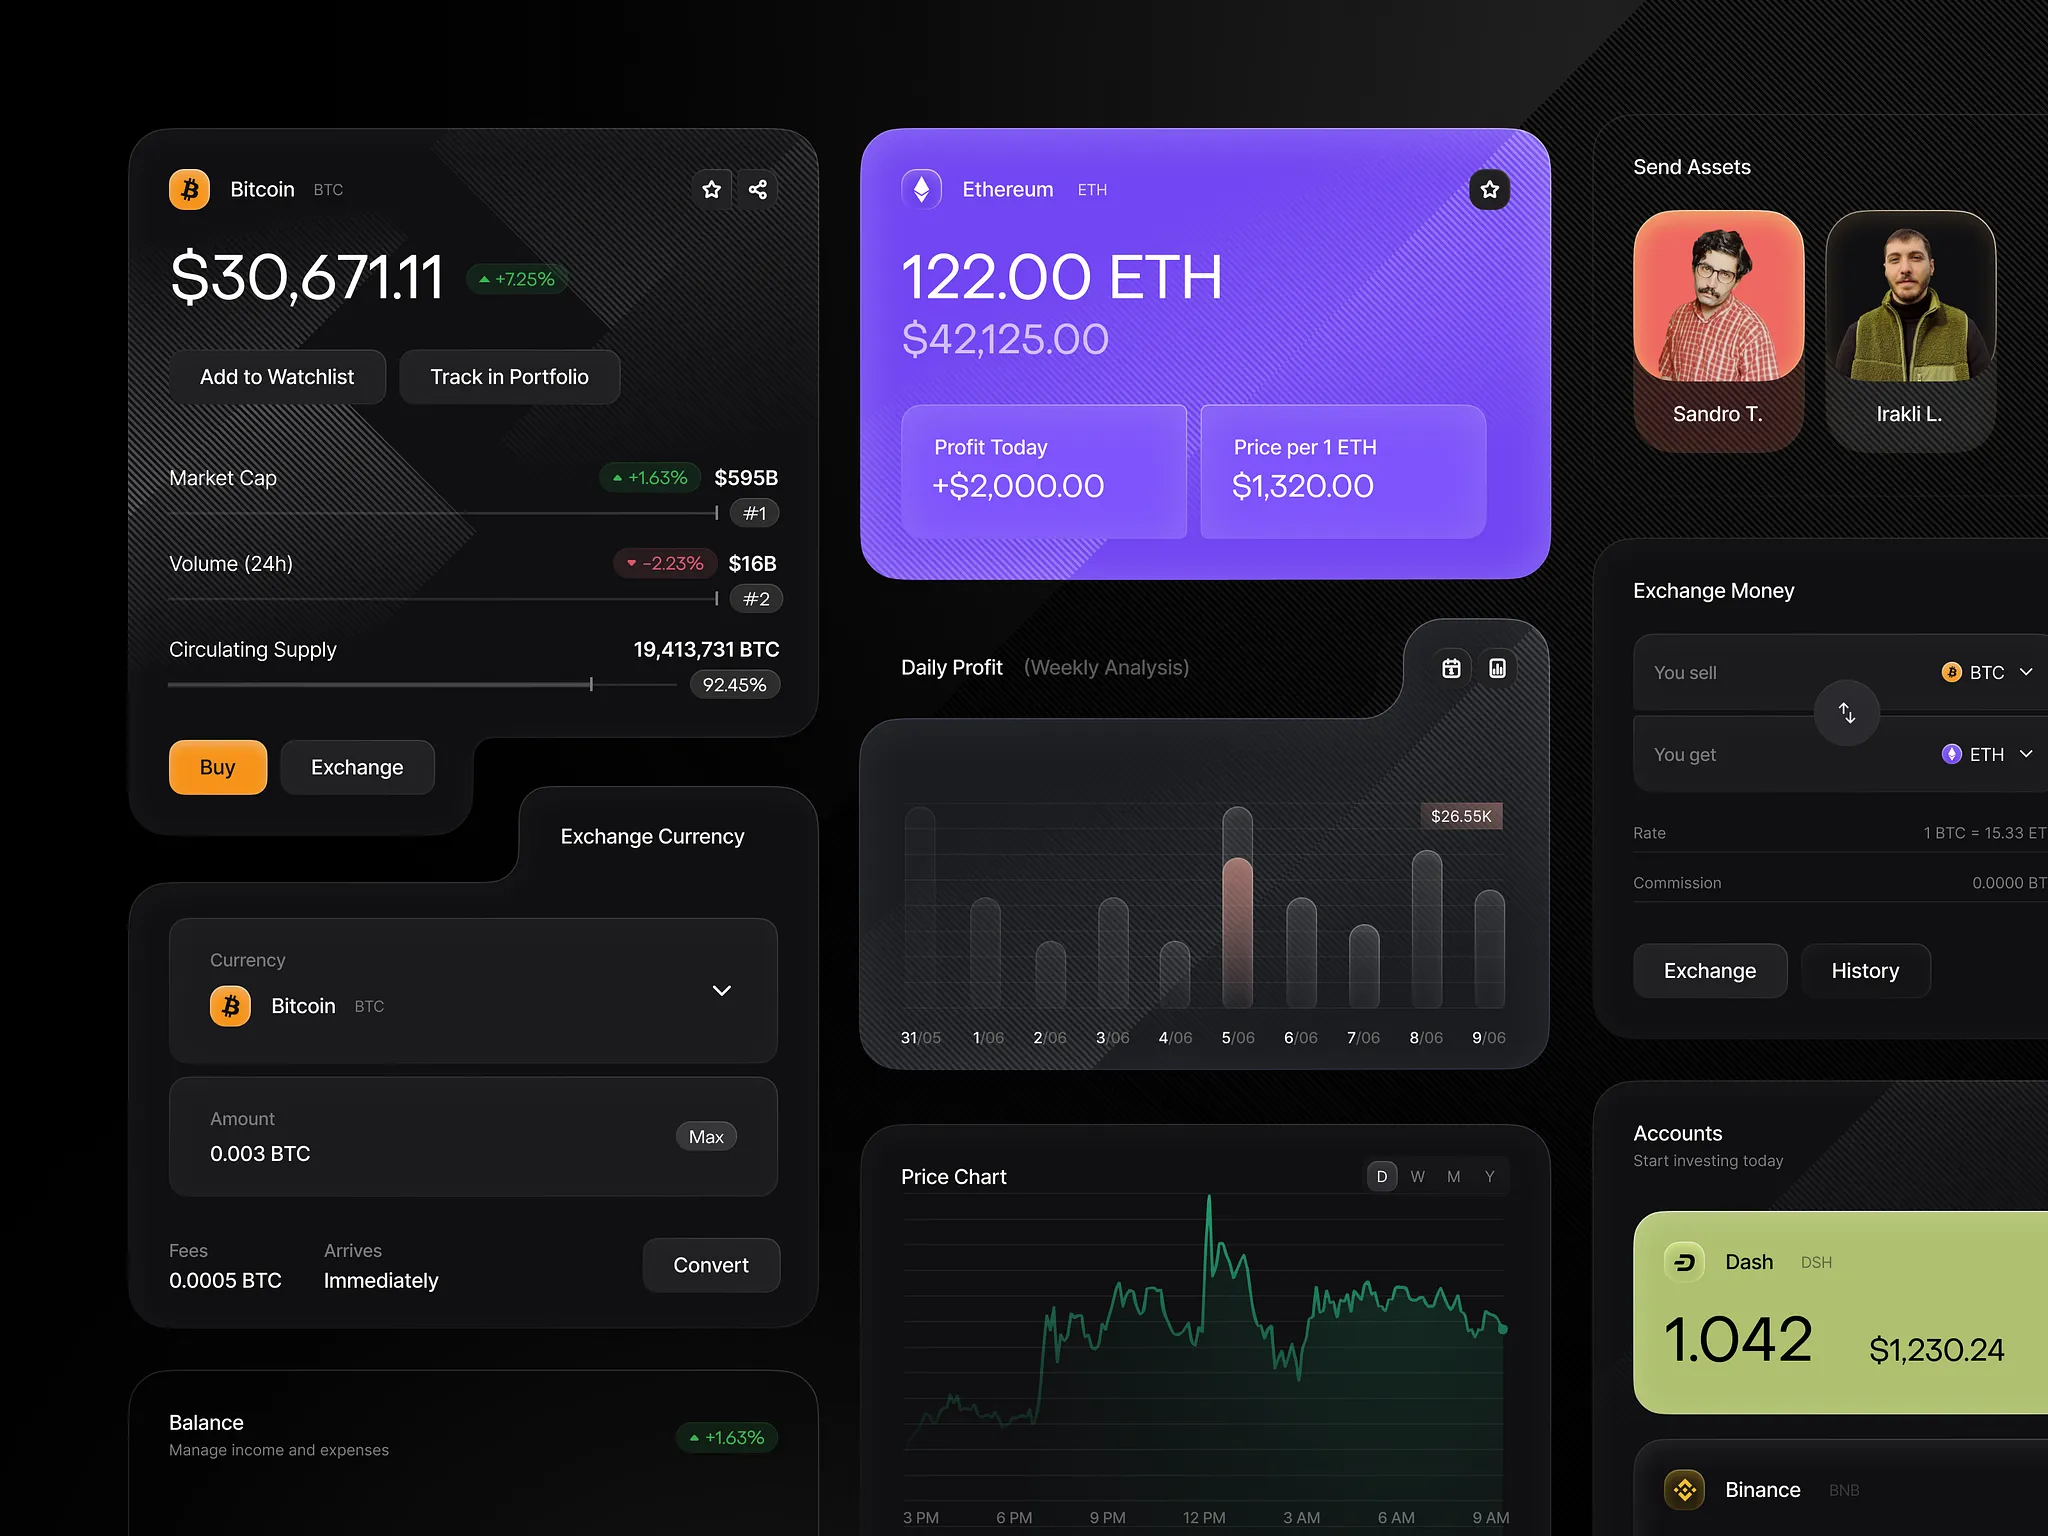 Bitcoin BTC
$30,671.11 +7.25%
Add to Watchlist Track in Portfolio
Market Cap +1.63% $595B
#1
Volume (24h) -2.23% $16B
#2
Circulating Supply 19,413,731 BTC
92.45%
Buy Exchange
Exchange Currency
Currency
Bitcoin BTC
Amount
0.003 BTC
Max
Fees Arrives
0.0005 BTC Immediately
Convert
Balance
Manage income and expenses
+1.63%
Ethereum ETH
122.00 ETH
$42,125.00
Profit Today
+$2,000.00
Price per 1 ETH
$1,320.00
Daily Profit (Weekly Analysis)
$26.55K
31/05 1/06 2/06 3/06 4/06 5/06 6/06 7/06 8/06 9/06
Price Chart D W M Y
3 PM 6 PM 9 PM 12 PM 3 AM 6 AM 9 AM
Send Assets
Sandro T. Irakli L.
Exchange Money
You sell BTC
You get ETH
Rate 1 BTC = 15.33 ET
Commission 0.0000 BT
Exchange History
Accounts
Start investing today
Dash DSH
1.042 $1,230.24
Binance BNB